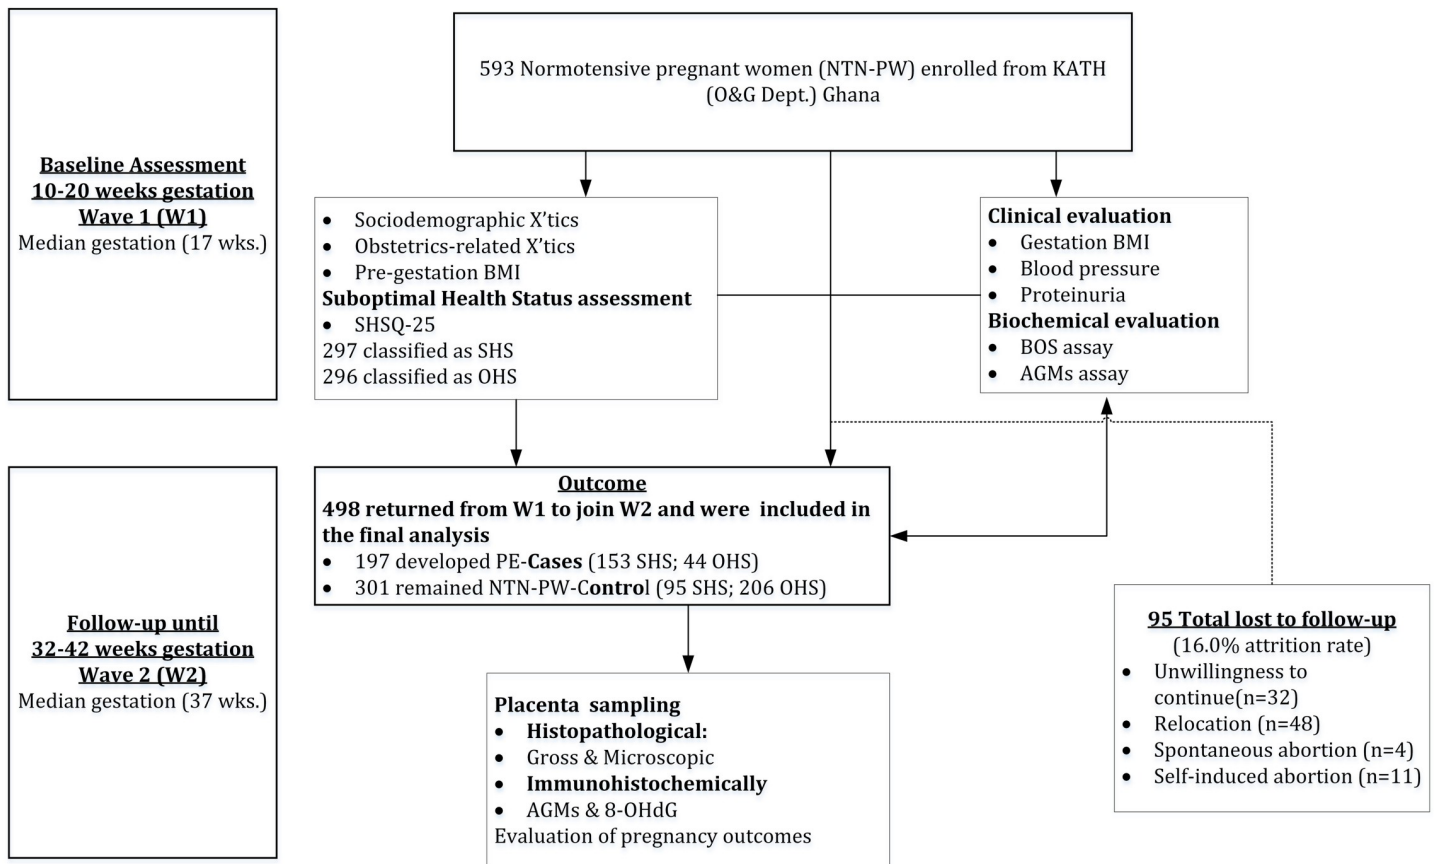 593 Normotensive pregnant women (NTN-PW) enrolled from KATH
(O&G Dept.) Ghana
Baseline Assessment
10-20 weeks gestation
Wave 1 (W1)
Median gestation (17 wks.)
• Sociodemographic X'tics
• Obstetrics-related X'tics
• Pre-gestation BMI
Suboptimal Health Status assessment
• SHSQ-25
297 classified as SHS
296 classified as OHS
Clinical evaluation
• Gestation BMI
• Blood pressure
• Proteinuria
Biochemical evaluation
• BOS assay
• AGMs assay
Follow-up until
32-42 weeks gestation
Wave 2 (W2)
Median gestation (37 wks.)
Outcome
498 returned from W1 to join W2 and were included in
the final analysis
• 197 developed PE-Cases (153 SHS; 44 OHS)
• 301 remained NTN-PW-Control (95 SHS; 206 OHS)
95 Total lost to follow-up
(16.0% attrition rate)
• Unwillingness to
continue(n=32)
• Relocation (n=48)
• Spontaneous abortion (n=4)
• Self-induced abortion (n=11)
Placenta sampling
• Histopathological:
• Gross & Microscopic
• Immunohistochemically
• AGMs & 8-OHdG
Evaluation of pregnancy outcomes